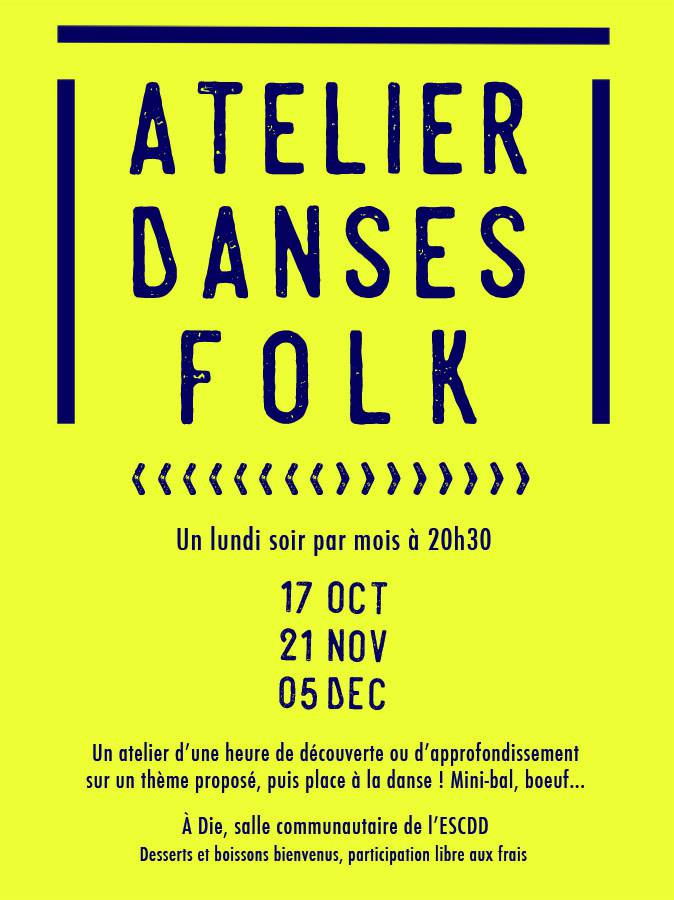 ATELIER
DANSES
FOLK
Un lundi soir par mois à 20h30
17 OCT
21 NOV
05 DEC
Un atelier d'une heure de découverte ou d'approfondissement
sur un thème proposé, puis place à la danse ! Mini-bal, boeuf...
À Die, salle communautaire de l'ESCDD
Desserts et boissons bienvenus, participation libre aux frais